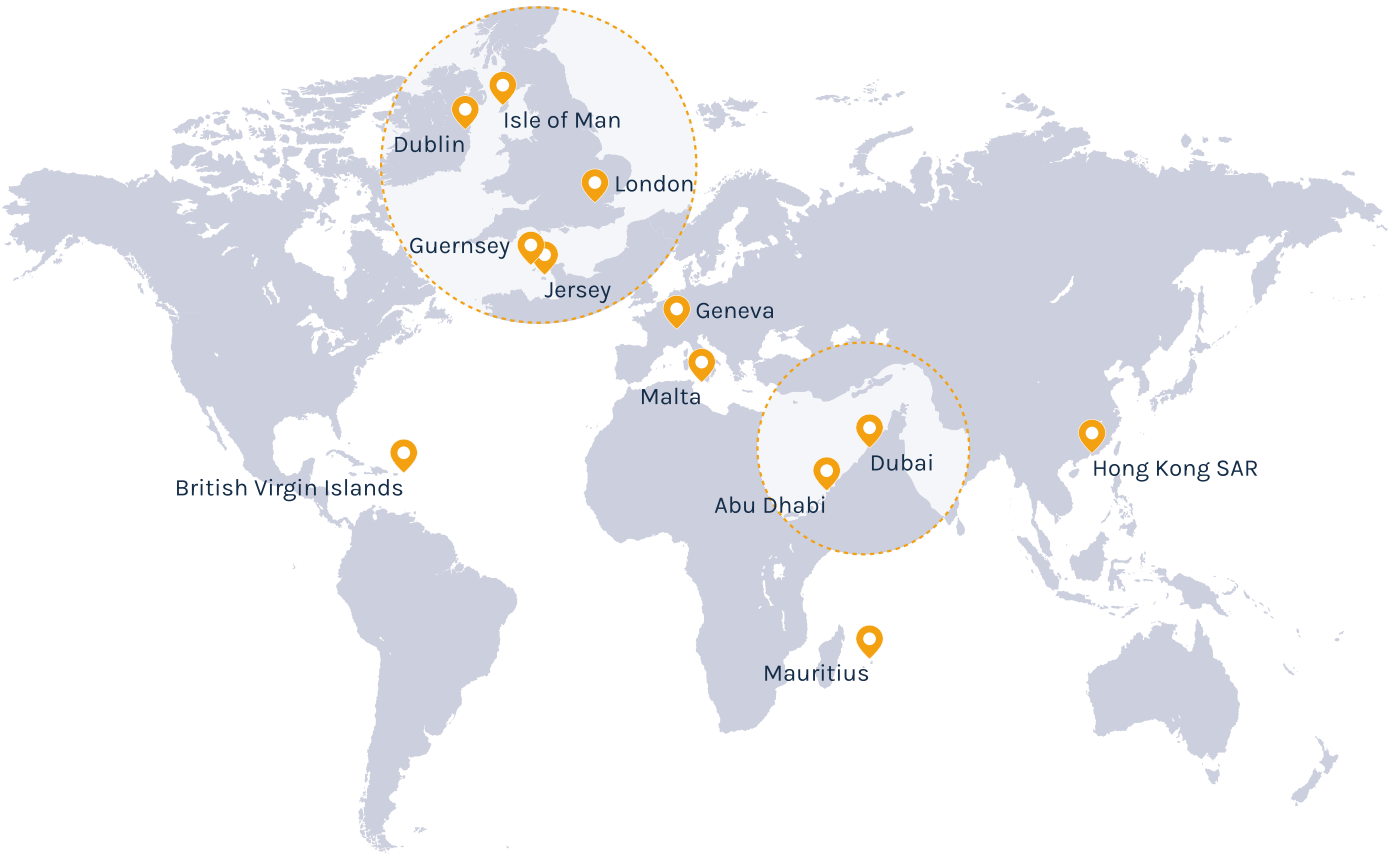 Isle of Man
Dublin
London
Guernsey
Jersey
Geneva
Malta
Dubai
Hong Kong SAR
British Virgin Islands
Abu Dhabi
Mauritius